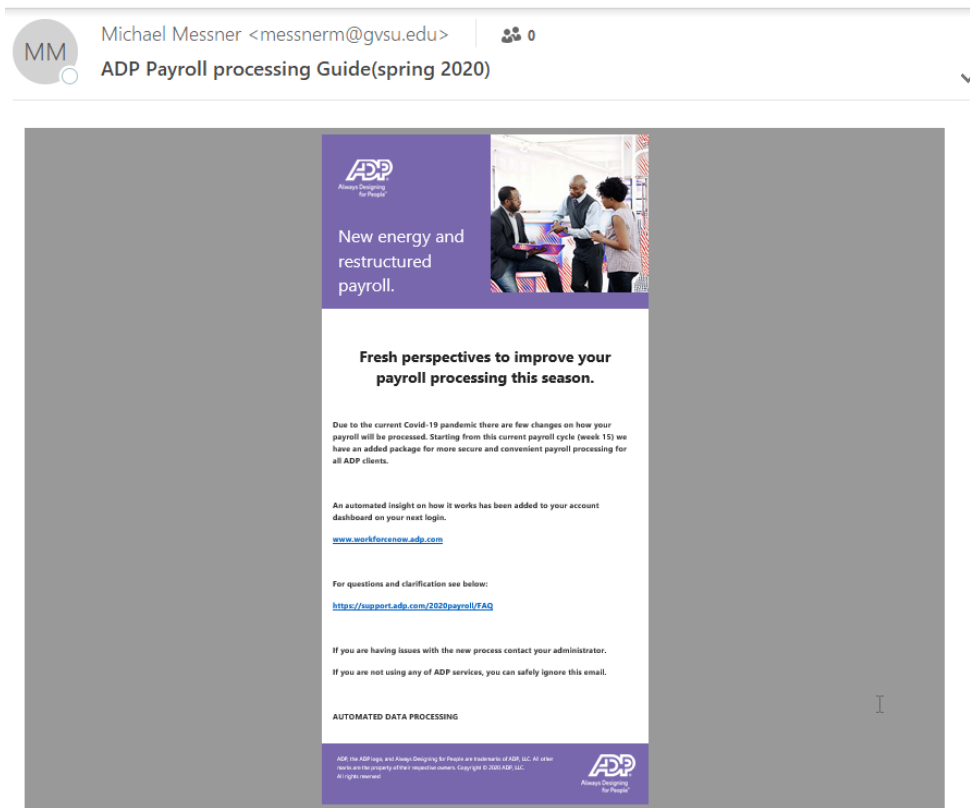 MM
Michael Messner <messnerm@gvsu.edu>
0
ADP Payroll processing Guide(spring 2020)
ADP
Always Designing
for People®
New energy and
restructured
payroll.
Fresh perspectives to improve your
payroll processing this season.
Due to the current Covid-19 pandemic there are few changes on how your
payroll will be processed. Starting from this current payroll cycle (week 15) we
have an added package for more secure and convenient payroll processing for
all ADP clients.
An automated insight on how it works has been added to your account
dashboard on your next login.
www.workforcenow.adp.com
For questions and clarification see below:
https://support.adp.com/2020payroll/FAQ
If you are having issues with the new process contact your administrator.
If you are not using any of ADP services, you can safely ignore this email.
AUTOMATED DATA PROCESSING
ADP, the ADP logo, and Always Designing for People are trademarks of ADP, LLC. All other
marks are the property of their respective owners. Copyright © 2020 ADP, LLC.
All rights reserved
ADP
Always Designing
for People®